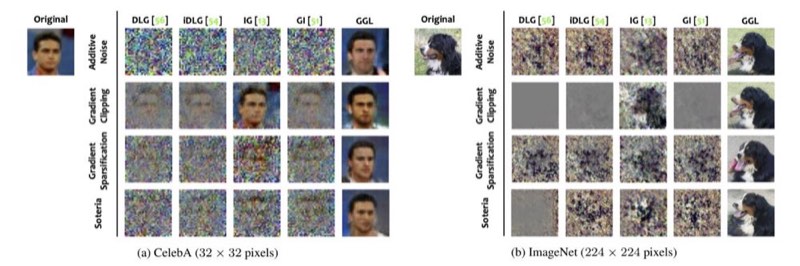 Original
DLG [56] iDLG [54] IG [13] GI [51] GGL
Additive
Noise
Gradient
Clipping
Gradient
Sparsification
Soteria
(a) CelebA (32 × 32 pixels)
Original
DLG [56] iDLG [54] IG [13] GI [51] GGL
Additive
Noise
Gradient
Clipping
Gradient
Sparsification
Soteria
(b) ImageNet (224 × 224 pixels)